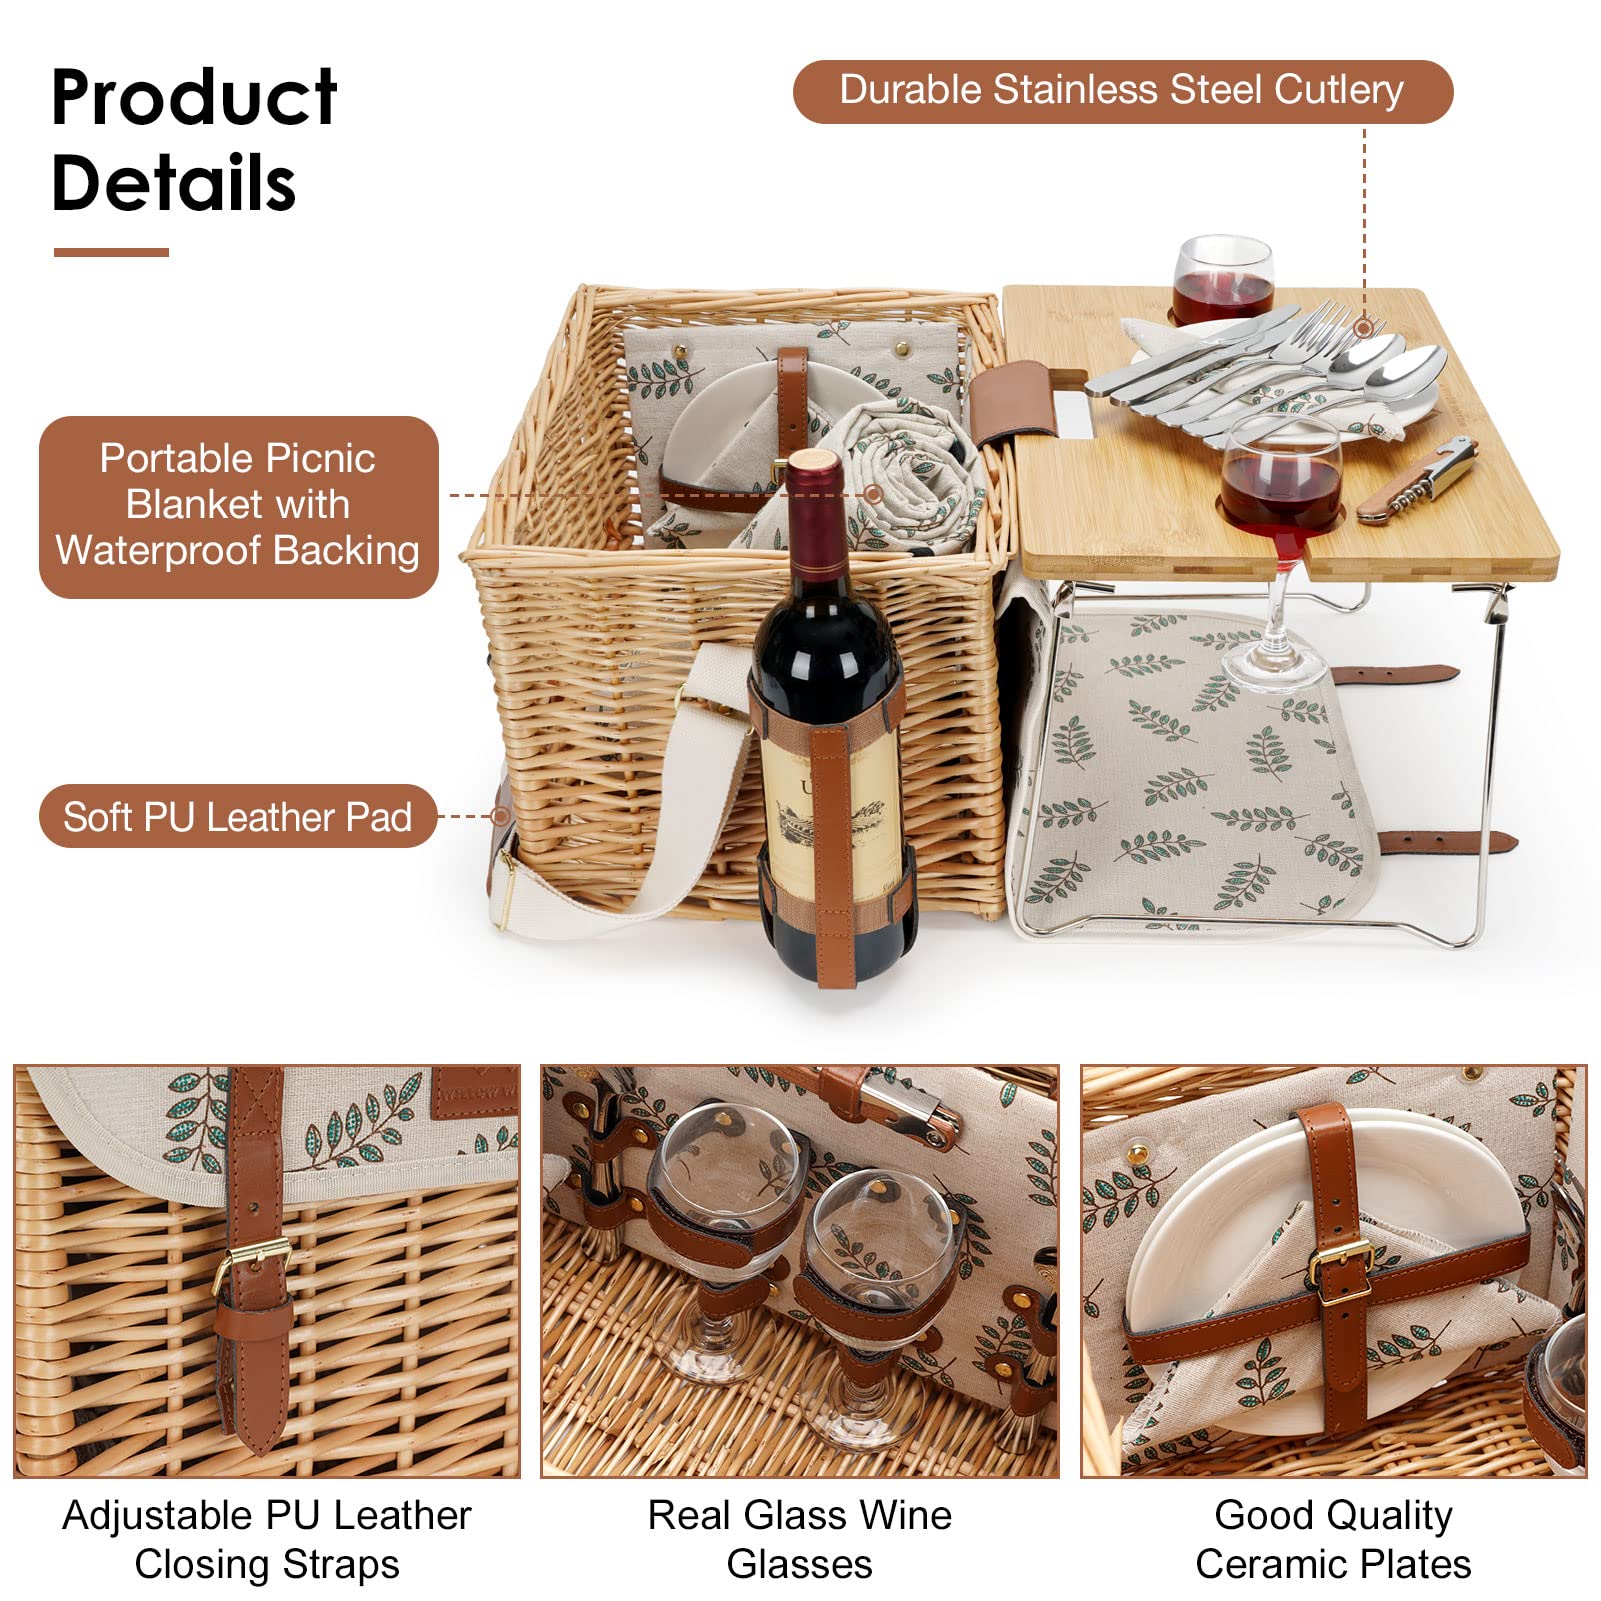 Product
Details
Durable Stainless Steel Cutlery
Portable Picnic
Blanket with
Waterproof Backing
Soft PU Leather Pad
Adjustable PU Leather
Closing Straps
Real Glass Wine
Glasses
Good Quality
Ceramic Plates